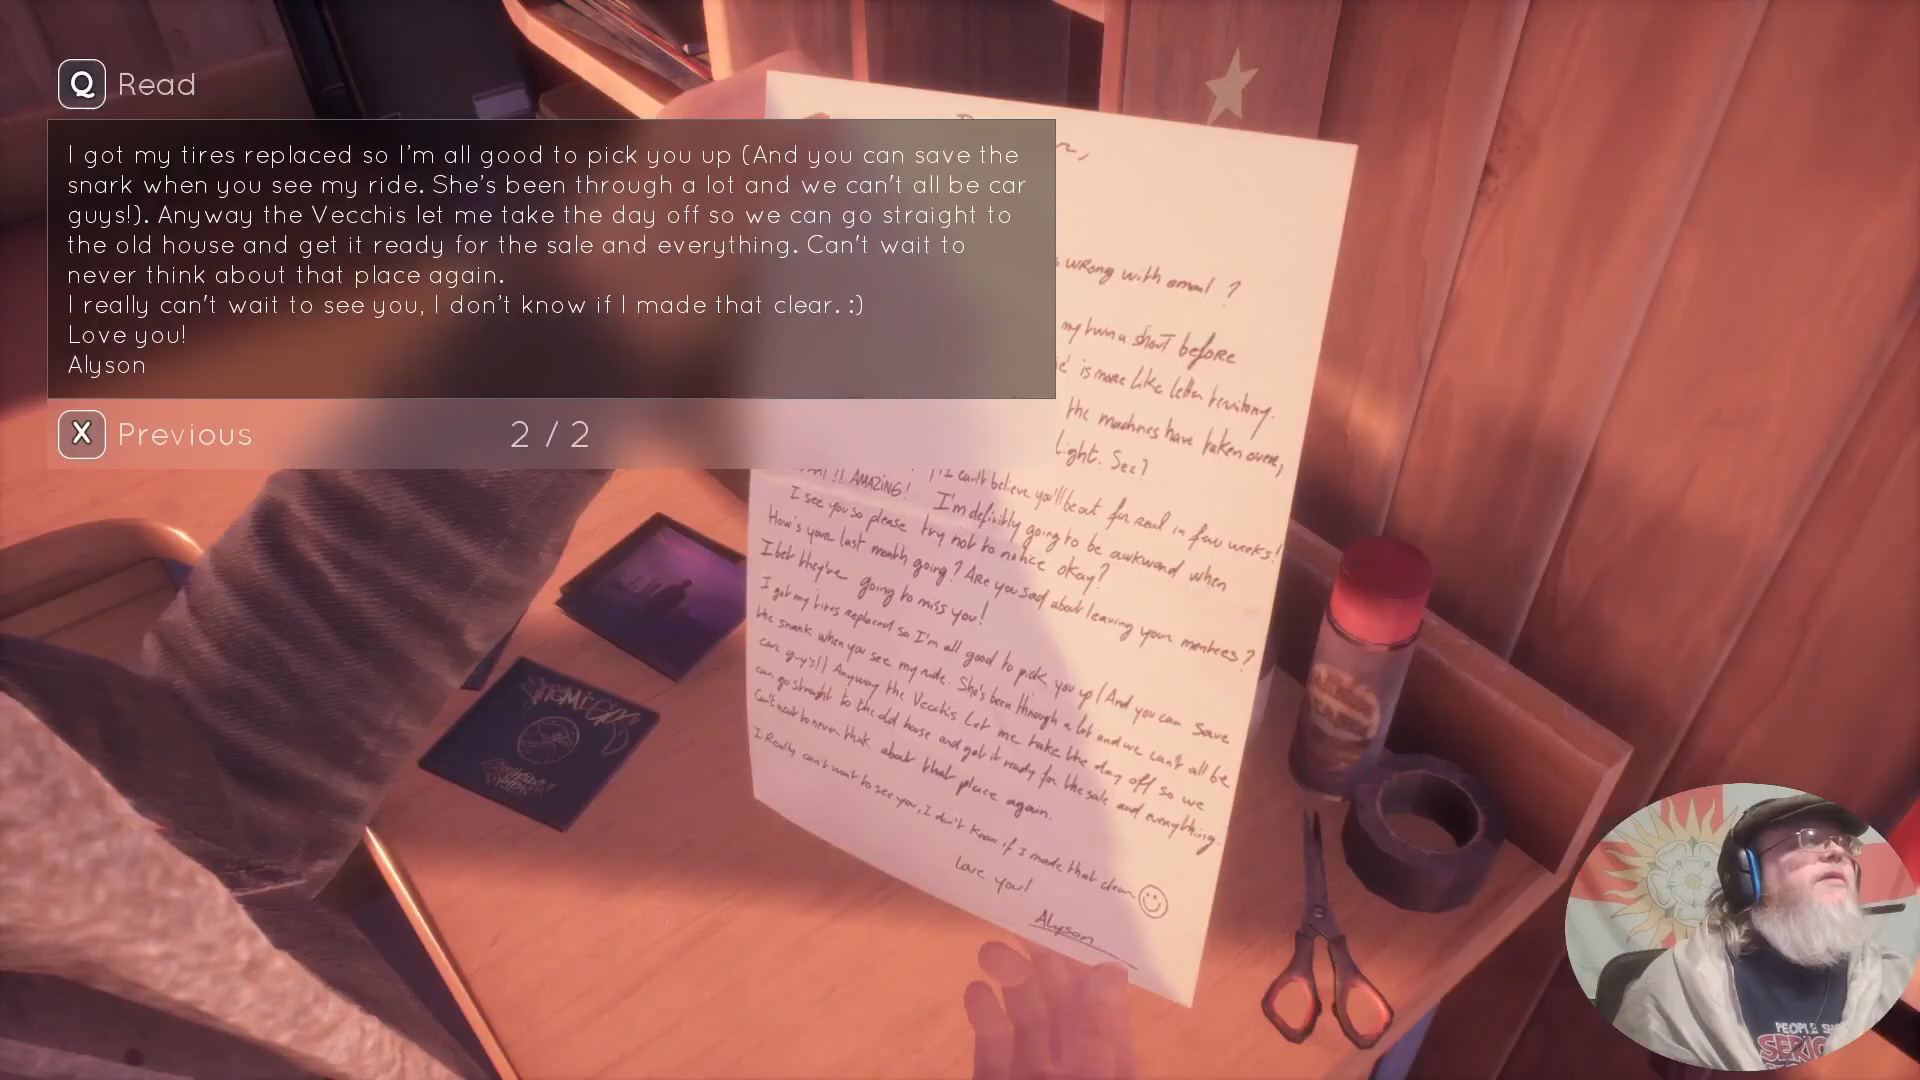 Q Read
I got my tires replaced so I'm all good to pick you up (And you can save the
snark when you see my ride. She's been through a lot and we can't all be car
guys!). Anyway the Vecchis let me take the day off so we can go straight to
the old house and get it ready for the sale and everything. Can't wait to
never think about that place again.
I really can't wait to see you, I don't know if I made that clear. :)
Love you!
Alyson
X Previous
2 / 2
wrong with email ?
my twin a shout before
is more like letter territory.
the machines have taken over,
light. See?
!! AMAZING! I can't believe you'll be out for real in few weeks!
I'm definitly going to be awkward when
I see you so please try not to notice okay?
How's your last month going? Are you sad about leaving your mentees?
I bet they're going to miss you!
I got my tires replaced so I'm all good to pick you up (And you can save
the snark when you see my ride. She's been through a lot and we can't all be
car guys!) Anyway the Vecchis let me take the day off so we
can go straight to the old house and get it ready for the sale and everything.
Can't wait to never think about that place again.
I Really can't wait to see you, I don't know if I made that clear
Love you!
Alyson
PEOPLE